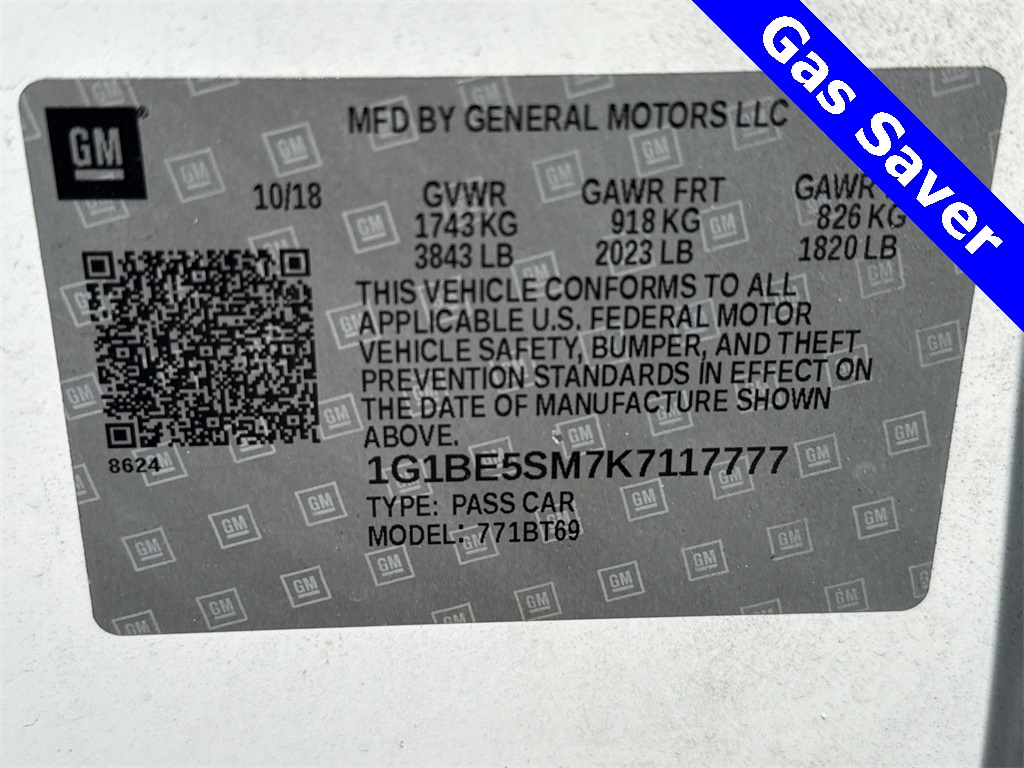 Gas Saver
GM
MFD BY GENERAL MOTORS LLC
10/18 GVWR GAWR FRT GAWR
1743 KG 918 KG 826 KG
3843 LB 2023 LB 1820 LB
THIS VEHICLE CONFORMS TO ALL
APPLICABLE U.S. FEDERAL MOTOR
VEHICLE SAFETY, BUMPER, AND THEFT
PREVENTION STANDARDS IN EFFECT ON
THE DATE OF MANUFACTURE SHOWN
ABOVE.
8624
1G1BE5SM7K7117777
TYPE: PASS CAR
MODEL: 771BT69